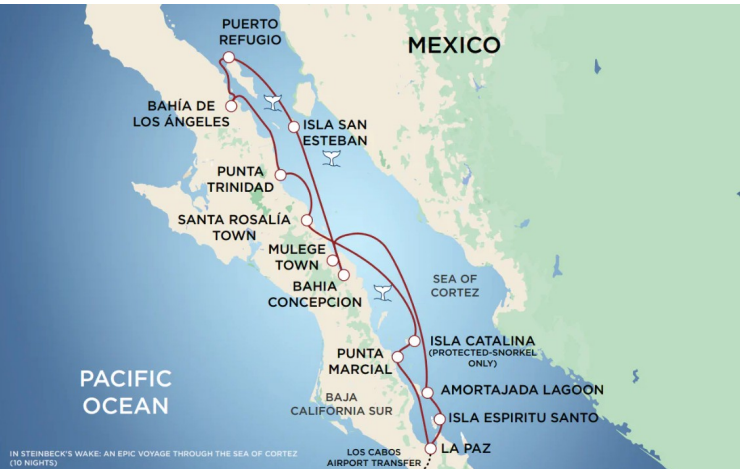 PUERTO
REFUGIO
MEXICO
BAHÍA DE
LOS ÁNGELES
ISLA SAN
ESTEBAN
PUNTA
TRINIDAD
SANTA ROSALÍA
TOWN
MULEGE
TOWN
BAHIA
CONCEPCION
SEA OF
CORTEZ
ISLA CATALINA
(PROTECTED-SNORKEL
ONLY)
PUNTA
MARCIAL
PACIFIC
OCEAN
BAJA
CALIFORNIA SUR
AMORTAJADA LAGOON
ISLA ESPIRITU SANTO
LA PAZ
LOS CABOS
AIRPORT TRANSFER
IN STEINBECK'S WAKE: AN EPIC VOYAGE THROUGH THE SEA OF CORTEZ
(10 NIGHTS)